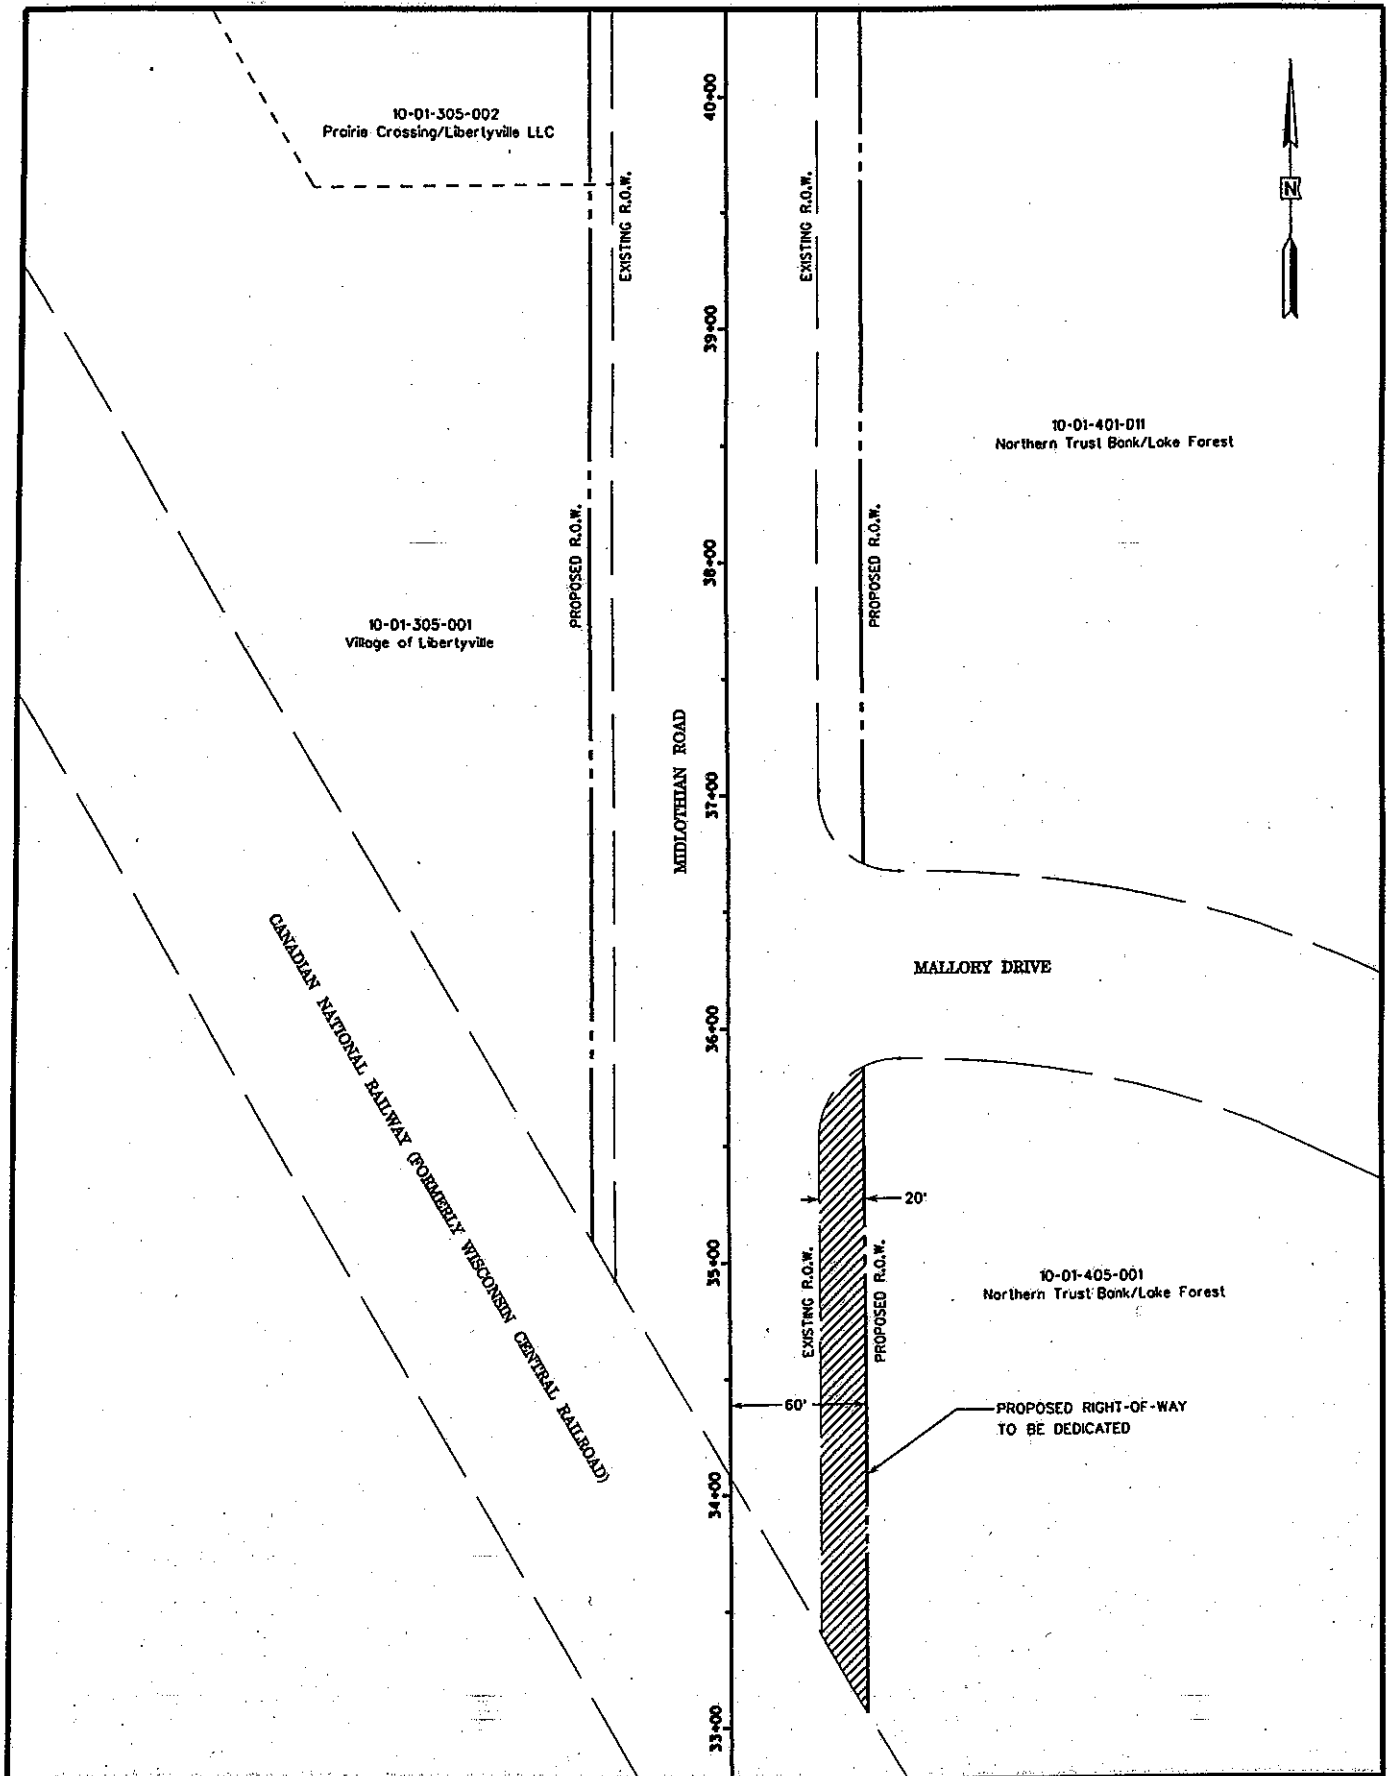 10-01-305-002
Prairie Crossing/Libertyville LLC
40+00
N
EXISTING R.O.W.
EXISTING R.O.W.
39+00
10-01-401-011
Northern Trust Bank/Lake Forest
PROPOSED R.O.W.
38+00
PROPOSED R.O.W.
10-01-305-001
Village of Libertyville
MIDLOTHIAN ROAD
37+00
CANADIAN NATIONAL RAILWAY (FORMERLY WISCONSIN CENTRAL RAILROAD)
MALLORY DRIVE
36+00
20'
35+00
EXISTING R.O.W.
PROPOSED R.O.W.
10-01-405-001
Northern Trust Bank/Lake Forest
60'
PROPOSED RIGHT-OF-WAY
TO BE DEDICATED
34+00
33+00